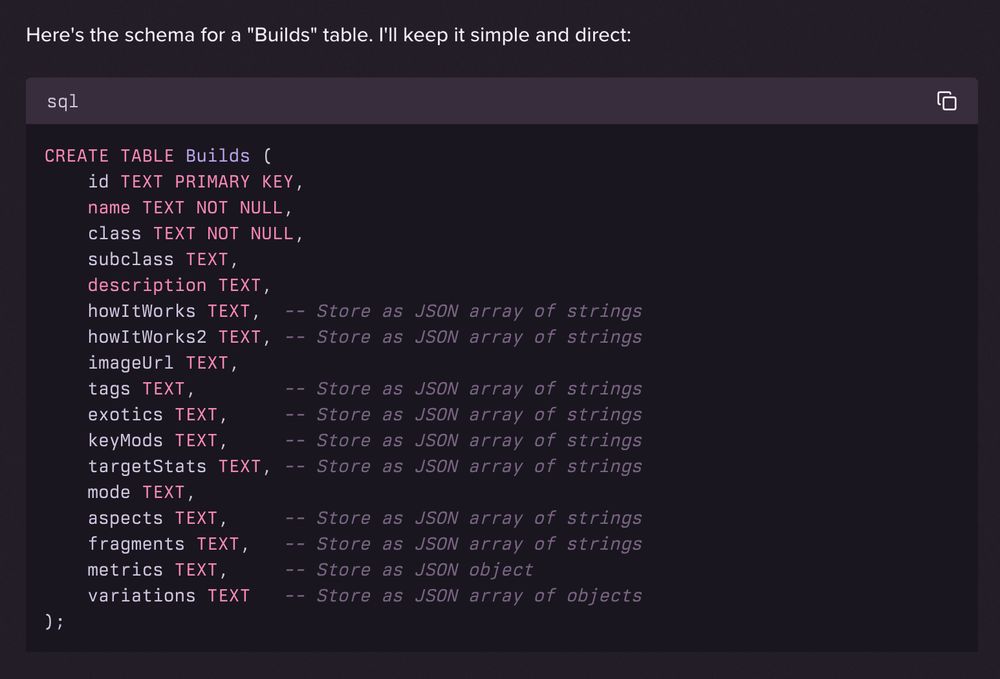 Here's the schema for a "Builds" table. I'll keep it simple and direct:
sql
CREATE TABLE Builds (
    id TEXT PRIMARY KEY,
    name TEXT NOT NULL,
    class TEXT NOT NULL,
    subclass TEXT,
    description TEXT,
    howItWorks TEXT,  -- Store as JSON array of strings
    howItWorks2 TEXT, -- Store as JSON array of strings
    imageUrl TEXT,
    tags TEXT,        -- Store as JSON array of strings
    exotics TEXT,     -- Store as JSON array of strings
    keyMods TEXT,     -- Store as JSON array of strings
    targetStats TEXT, -- Store as JSON array of strings
    mode TEXT,
    aspects TEXT,     -- Store as JSON array of strings
    fragments TEXT,   -- Store as JSON array of strings
    metrics TEXT,     -- Store as JSON object
    variations TEXT   -- Store as JSON array of objects
);